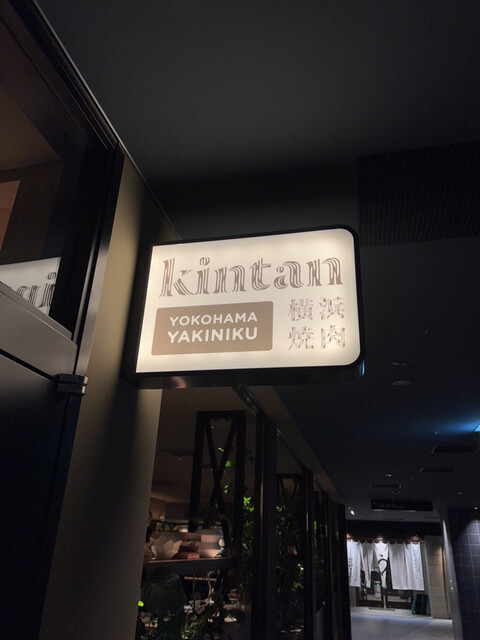 kintan
YOKOHAMA
YAKINIKU
横浜
焼肉